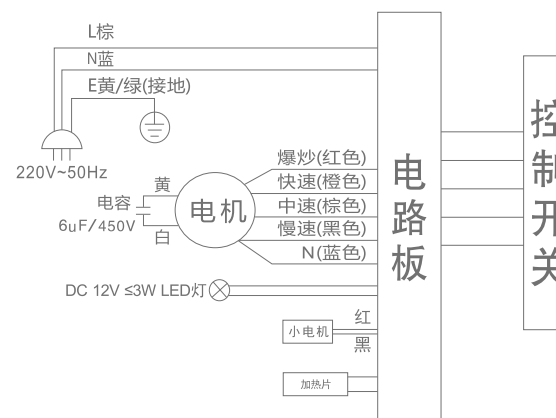 L棕
N蓝
E黄/绿(接地)
220V~50Hz
黄
电容
6uF/450V
白
电机
爆炒(红色)
快速(橙色)
中速(棕色)
慢速(黑色)
N(蓝色)
DC 12V ≤3W LED灯
小电机
红
黑
加热片
电路板
控制开关